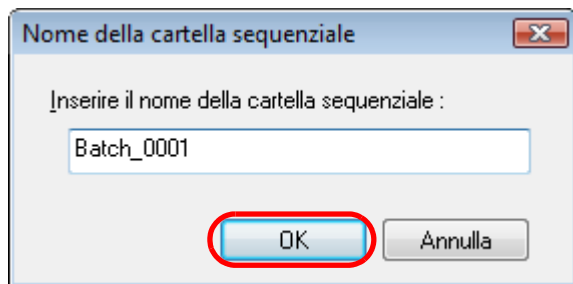 Nome della cartella sequenziale
Inserire il nome della cartella sequenziale :
Batch_0001
OK
Annulla